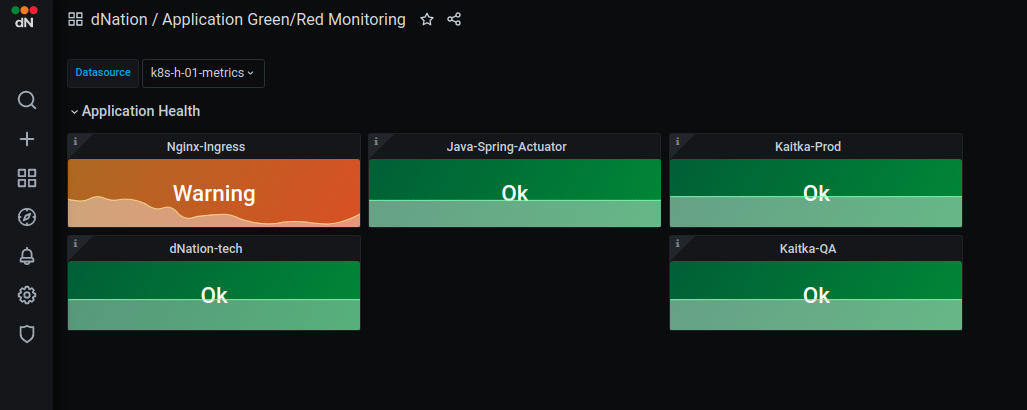 dN
dNation / Application Green/Red Monitoring
Datasource
k8s-h-01-metrics
Application Health
i
Nginx-Ingress
Warning
i
Java-Spring-Actuator
Ok
i
Kaitka-Prod
Ok
i
dNation-tech
Ok
i
Kaitka-QA
Ok